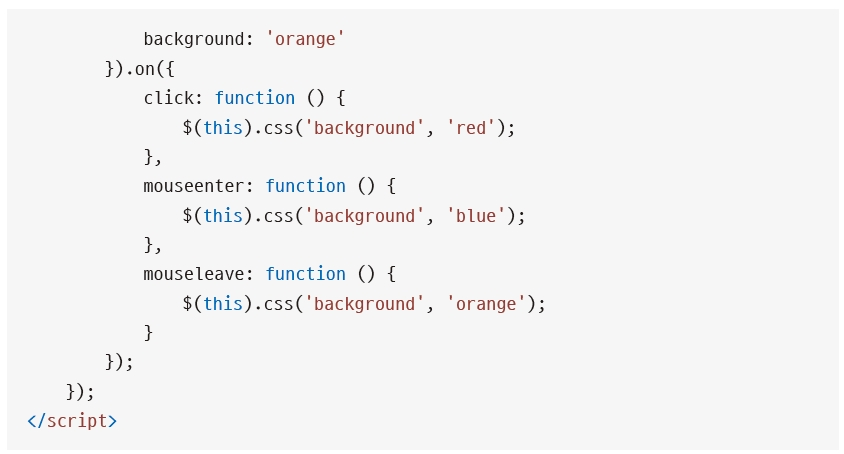 background: 'orange'
        }).on({
            click: function () {
                $(this).css('background', 'red');
            },
            mouseenter: function () {
                $(this).css('background', 'blue');
            },
            mouseleave: function () {
                $(this).css('background', 'orange');
            }
        });
    });
</script>